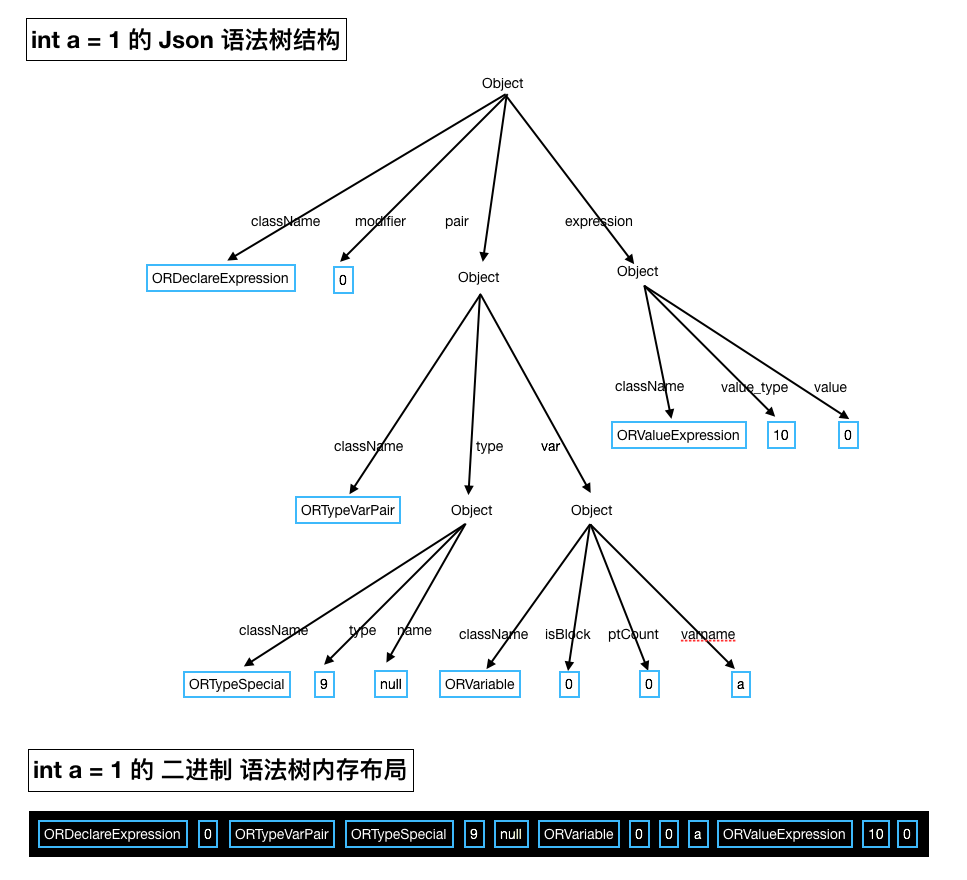 int a = 1 的 Json 语法树结构
Object
className modifier pair expression
ORDeclareExpression 0 Object Object
className value_type value
ORValueExpression 10 0
className type var
ORTypeVarPair Object Object
className type name className isBlock ptCount varname
ORTypeSpecial 9 null ORVariable 0 0 a
int a = 1 的 二进制 语法树内存布局
ORDeclareExpression 0 ORTypeVarPair ORTypeSpecial 9 null ORVariable 0 0 a ORValueExpression 10 0